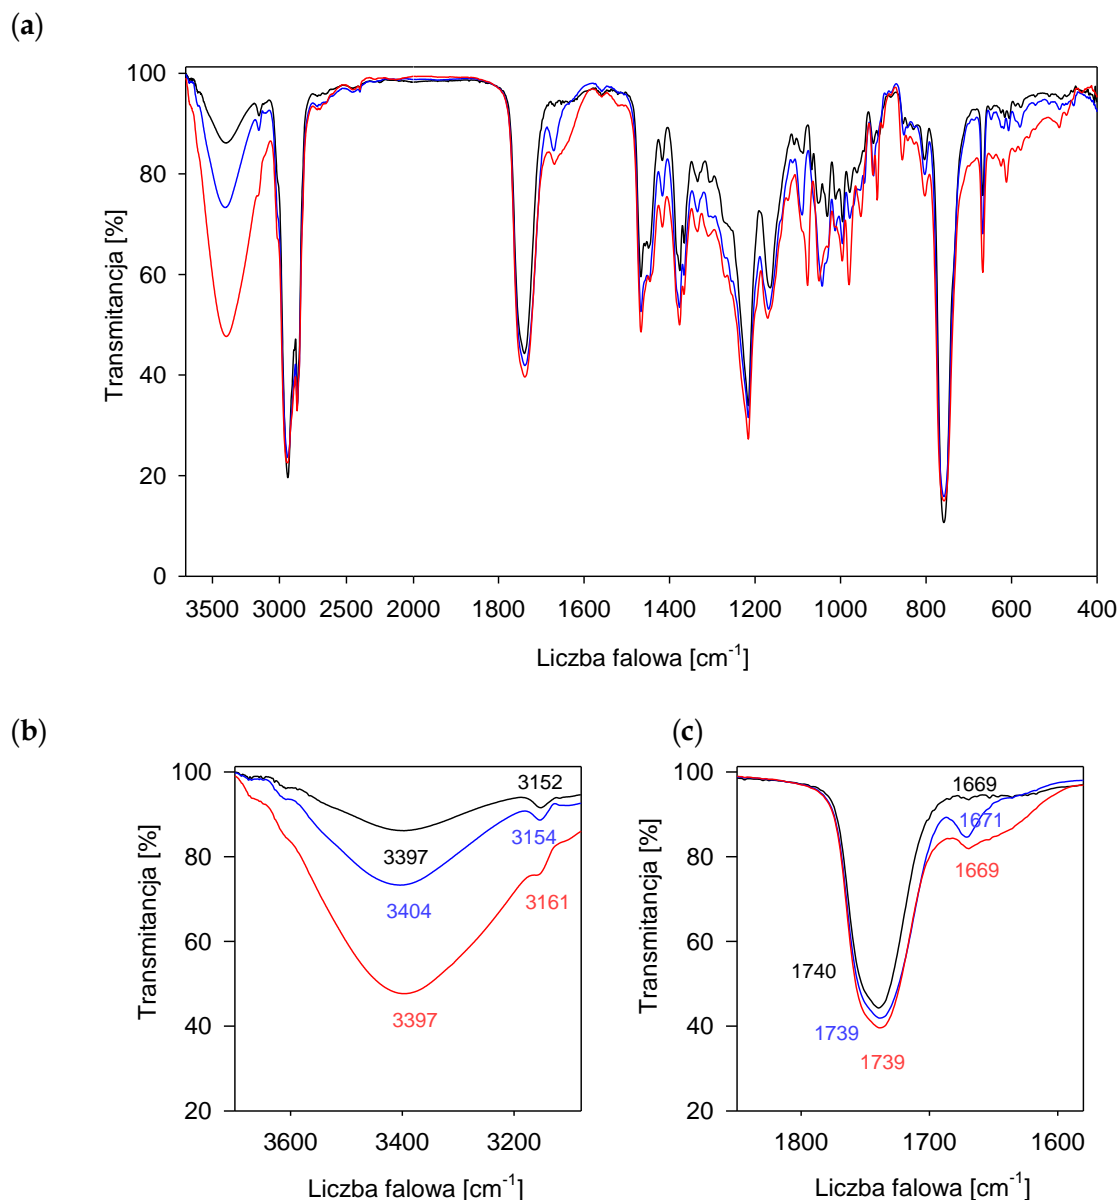 (a)
100
80
60
40
20
0
Transmitancja [%]
3500 3000 2500 2000 1800 1600 1400 1200 1000 800 600 400
Liczba falowa [cm-1]
(b)
100
80
60
40
20
Transmitancja [%]
3152
3154
3397
3404
3161
3397
3600 3400 3200
Liczba falowa [cm-1]
(c)
100
80
60
40
20
Transmitancja [%]
1669
1671
1669
1740
1739
1739
1800 1700 1600
Liczba falowa [cm-1]